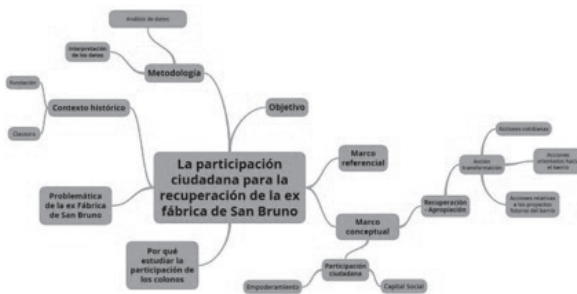 Análisis de datos
Interpretación
de los datos
Metodología
Fundación
Contexto histórico
Clausura
Objetivo
La participación
ciudadana para la
recuperación de la ex
fábrica de San Bruno
Problemática
de la ex Fábrica
de San Bruno
Por qué
estudiar la
participación de
los colonos
Marco
referencial
Marco
conceptual
Participación
ciudadana
Empoderamiento
Capital Social
Recuperación
- Apropiación
Acción
transformación
Acciones cotidianas
Acciones
orientadas hacia
el barrio
Acciones relativas
a los proyectos
futuros del barrio